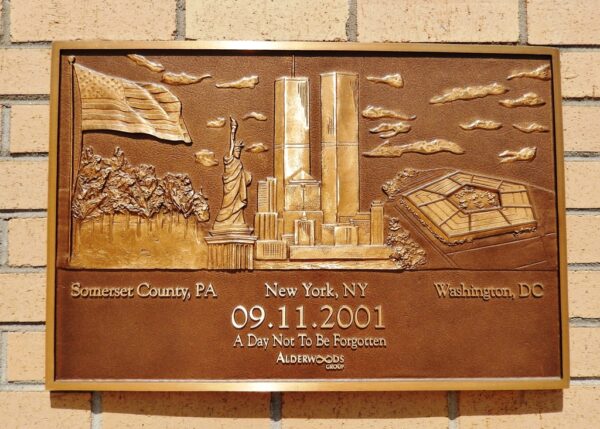 Somerset County, PA New York, NY Washington, DC
09.11.2001
A Day Not To Be Forgotten
ALDERWOODS
GROUP